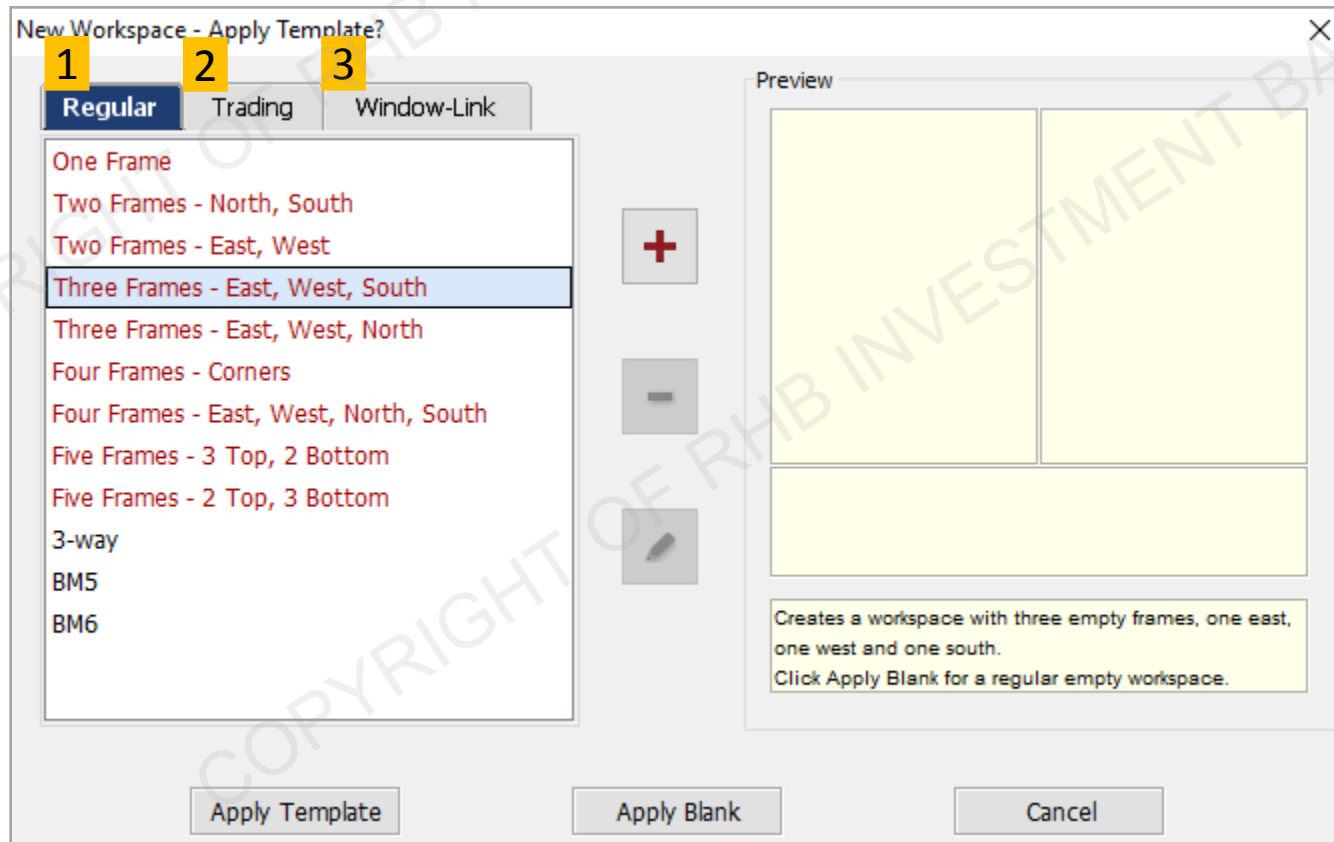 New Workspace - Apply Template?
1
2
3
Regular
Trading
Window-Link
One Frame
Two Frames - North, South
Two Frames - East, West
Three Frames - East, West, South
Three Frames - East, West, North
Four Frames - Corners
Four Frames - East, West, North, South
Five Frames - 3 Top, 2 Bottom
Five Frames - 2 Top, 3 Bottom
3-way
BM5
BM6
Preview
Creates a workspace with three empty frames, one east,
one west and one south.
Click Apply Blank for a regular empty workspace.
Apply Template
Apply Blank
Cancel
COPYRIGHT OF RHB INVESTMENT BA
RIGHT OF RHB